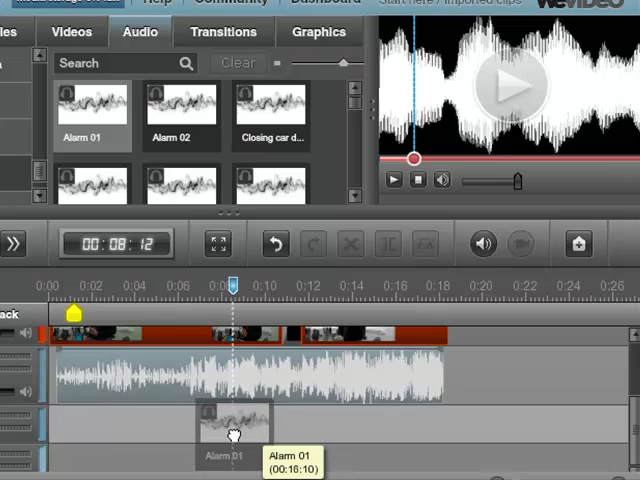 Help
Community
Dashboard
Start here / Imported clips
WeVIDEO
les
Videos
Audio
Transitions
Graphics
Search
Clear
Alarm 01
Alarm 02
Closing car d...
00:08:12
0:00 0:02 0:04 0:06 0:10 0:12 0:14 0:16 0:18 0:20 0:22 0:24 0:26
ack
Alarm 01
Alarm 01
(00:16:10)